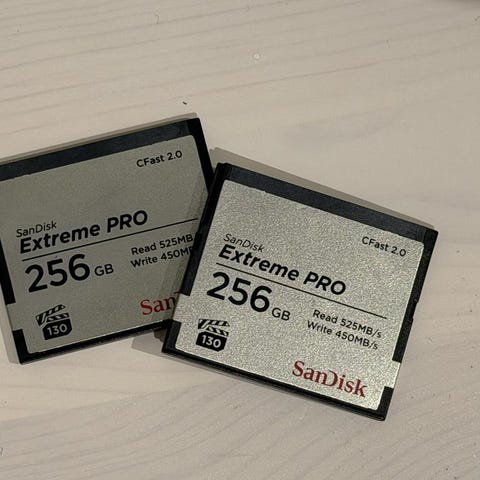 CFast 2.0
SanDisk
Extreme PRO
256 GB
Read 525MB
Write 450MB
130
San
CFast 2.0
SanDisk
Extreme PRO
256 GB
Read 525MB/s
Write 450MB/s
130
SanDisk